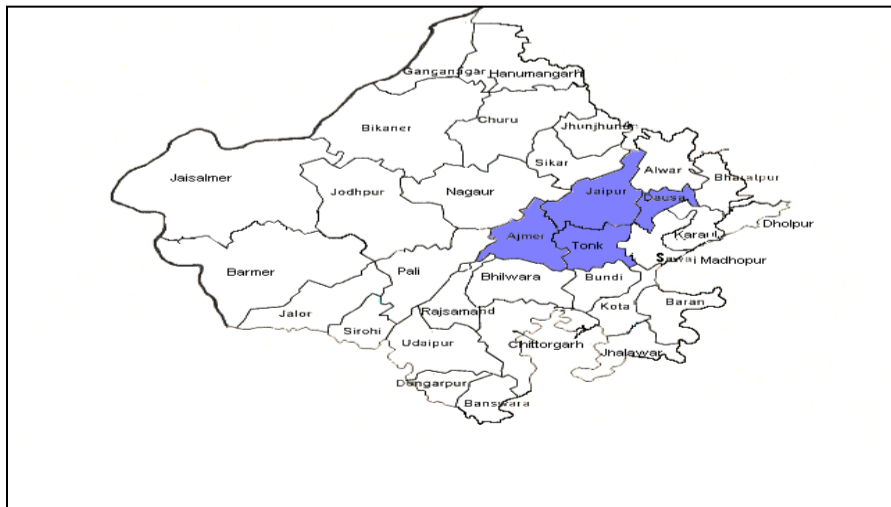 Ganganagar
Hanumangarh
Bikaner
Churu
Jhunjhunu
Sikar
Alwar
Jaisalmer
Jodhpur
Nagaur
Jaipur
Dausa
Bharatpur
Dholpur
Ajmer
Tonk
Karauli
Sawai Madhopur
Barmer
Pali
Bhilwara
Bundi
Jalor
Sirohi
Rajsamand
Kota
Baran
Udaipur
Chittorgarh
Jhalawar
Dungarpur
Banswara